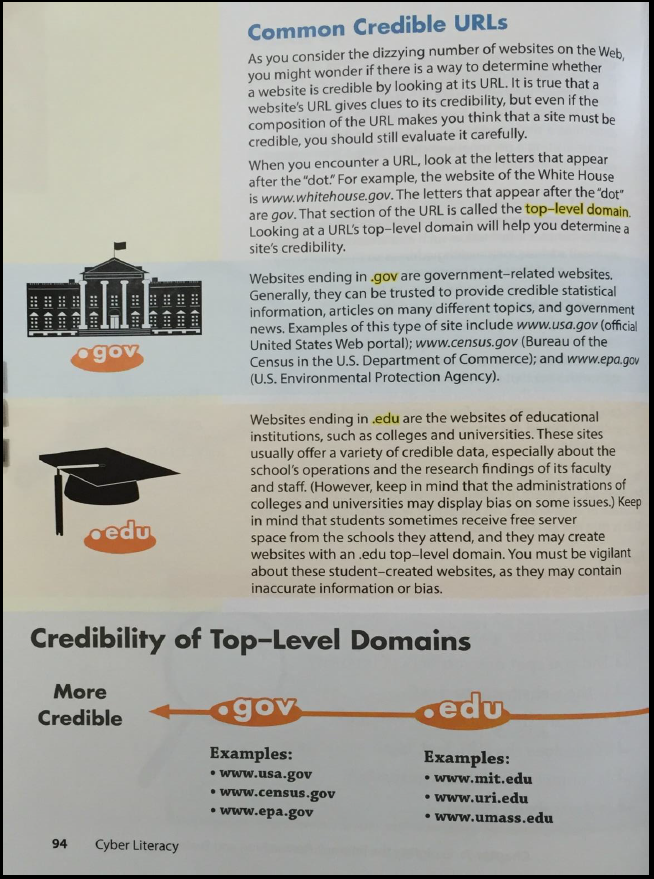 Common Credible URLs
As you consider the dizzying number of websites on the Web,
you might wonder if there is a way to determine whether
a website is credible by looking at its URL. It is true that a
website's URL gives clues to its credibility, but even if the
composition of the URL makes you think that a site must be
credible, you should still evaluate it carefully.
When you encounter a URL, look at the letters that appear
after the "dot." For example, the website of the White House
is www.whitehouse.gov. The letters that appear after the "dot"
are gov. That section of the URL is called the top-level domain.
Looking at a URL's top-level domain will help you determine a
site's credibility.
.gov
Websites ending in .gov are government-related websites.
Generally, they can be trusted to provide credible statistical
information, articles on many different topics, and government
news. Examples of this type of site include www.usa.gov (official
United States Web portal); www.census.gov (Bureau of the
Census in the U.S. Department of Commerce); and www.epa.gov
(U.S. Environmental Protection Agency).
.edu
Websites ending in .edu are the websites of educational
institutions, such as colleges and universities. These sites
usually offer a variety of credible data, especially about the
school's operations and the research findings of its faculty
and staff. (However, keep in mind that the administrations of
colleges and universities may display bias on some issues.) Keep
in mind that students sometimes receive free server
space from the schools they attend, and they may create
websites with an .edu top-level domain. You must be vigilant
about these student-created websites, as they may contain
inaccurate information or bias.
Credibility of Top-Level Domains
More
Credible
.gov
.edu
Examples:
• www.usa.gov
• www.census.gov
• www.epa.gov
Examples:
• www.mit.edu
• www.uri.edu
• www.umass.edu
94 Cyber Literacy